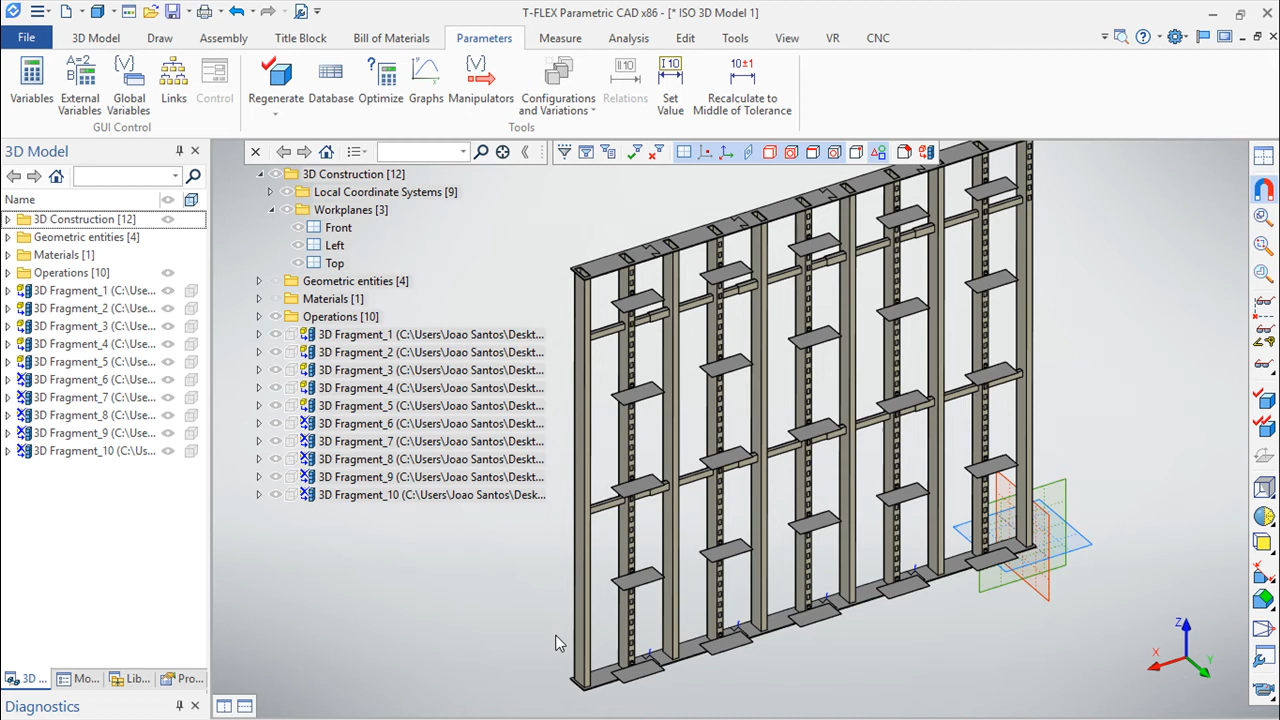 T-FLEX Parametric CAD x86 - [* ISO 3D Model 1]
File 3D Model Draw Assembly Title Block Bill of Materials Parameters Measure Analysis Edit Tools View VR CNC
Variables
External Variables
Global Variables
Links
Control
Regenerate
Database
Optimize
Graphs
Manipulators
Configurations and Variations
Relations
Set Value
Recalculate to Middle of Tolerance
GUI Control
Tools
3D Model
Name
3D Construction [12]
Geometric entities [4]
Materials [1]
Operations [10]
3D Fragment_1 (C:\Use...
3D Fragment_2 (C:\Use...
3D Fragment_3 (C:\Use...
3D Fragment_4 (C:\Use...
3D Fragment_5 (C:\Use...
3D Fragment_6 (C:\Use...
3D Fragment_7 (C:\Use...
3D Fragment_8 (C:\Use...
3D Fragment_9 (C:\Use...
3D Fragment_10 (C:\Us...
3D ... Mo... Lib... Pro...
Diagnostics
3D Construction [12]
Local Coordinate Systems [9]
Workplanes [3]
Front
Left
Top
Geometric entities [4]
Materials [1]
Operations [10]
3D Fragment_1 (C:\Users\Joao Santos\Deskt...
3D Fragment_2 (C:\Users\Joao Santos\Deskt...
3D Fragment_3 (C:\Users\Joao Santos\Deskt...
3D Fragment_4 (C:\Users\Joao Santos\Deskt...
3D Fragment_5 (C:\Users\Joao Santos\Deskt...
3D Fragment_6 (C:\Users\Joao Santos\Deskt...
3D Fragment_7 (C:\Users\Joao Santos\Deskt...
3D Fragment_8 (C:\Users\Joao Santos\Deskt...
3D Fragment_9 (C:\Users\Joao Santos\Deskt...
3D Fragment_10 (C:\Users\Joao Santos\Desk...
Z
X
Y